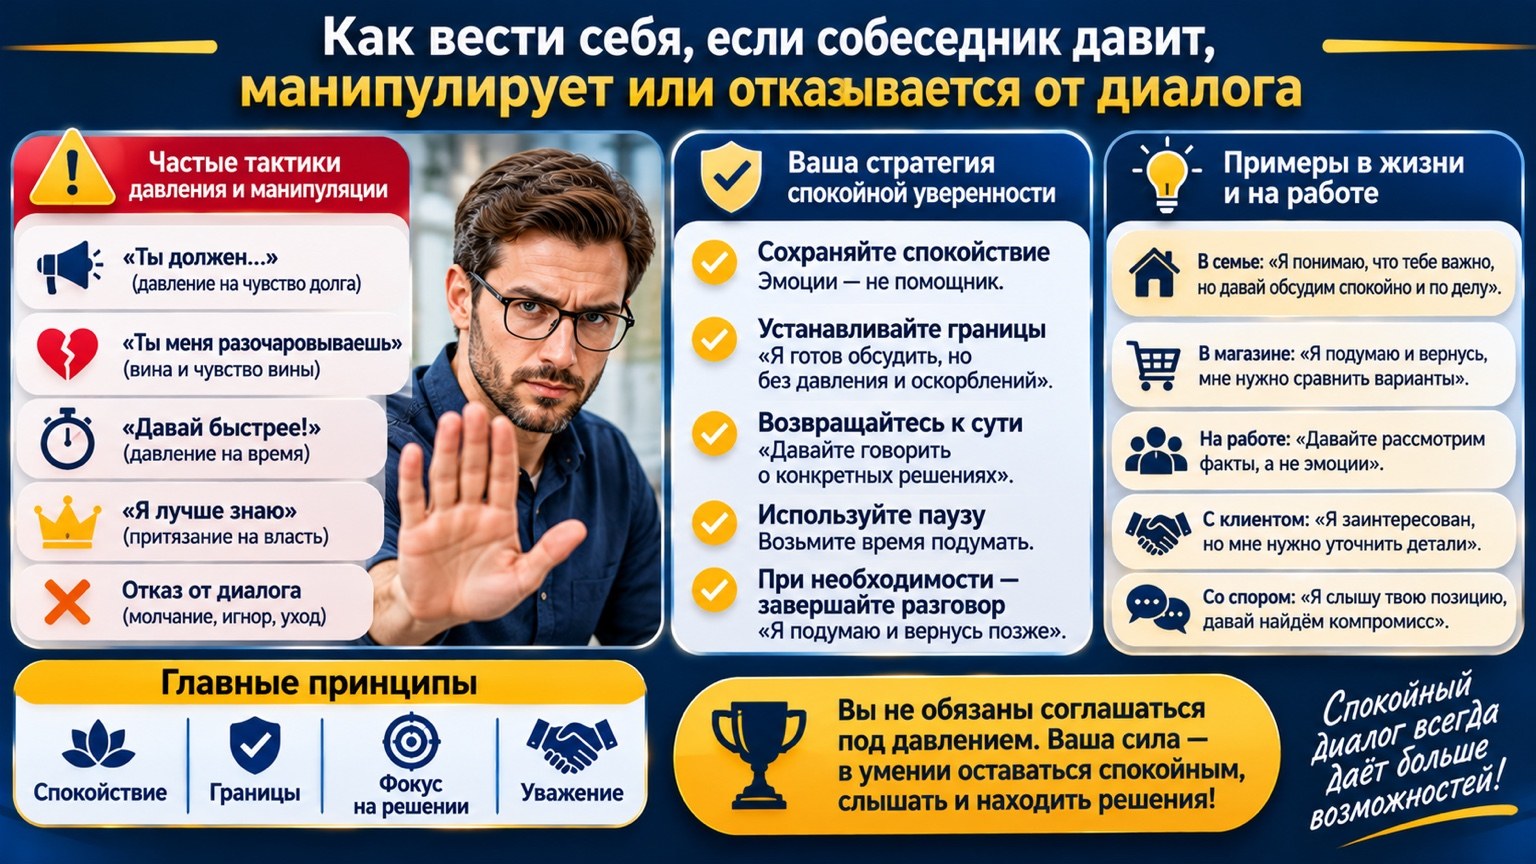 Как вести себя, если собеседник давит,
манипулирует или отказывается от диалога
Частые тактики
давления и манипуляции
«Ты должен...»
(давление на чувство долга)
«Ты меня разочаровываешь»
(вина и чувство вины)
«Давай быстрее!»
(давление на время)
«Я лучше знаю»
(притязание на власть)
Отказ от диалога
(молчание, игнор, уход)
Ваша стратегия
спокойной уверенности
Сохраняйте спокойствие
Эмоции — не помощник.
Устанавливайте границы
«Я готов обсудить, но
без давления и оскорблений».
Возвращайтесь к сути
«Давайте говорить
о конкретных решениях».
Используйте паузу
Возьмите время подумать.
При необходимости —
завершайте разговор
«Я подумаю и вернусь позже».
Примеры в жизни
и на работе
В семье: «Я понимаю, что тебе важно,
но давай обсудим спокойно и по делу».
В магазине: «Я подумаю и вернусь,
мне нужно сравнить варианты».
На работе: «Давайте рассмотрим
факты, а не эмоции».
С клиентом: «Я заинтересован,
но мне нужно уточнить детали».
Со спором: «Я слышу твою позицию,
давай найдём компромисс».
Главные принципы
Спокойствие
Границы
Фокус
на решении
Уважение
Вы не обязаны соглашаться
под давлением. Ваша сила —
в умении оставаться спокойным,
слышать и находить решения!
Спокойный
диалог всегда
даёт больше
возможностей!